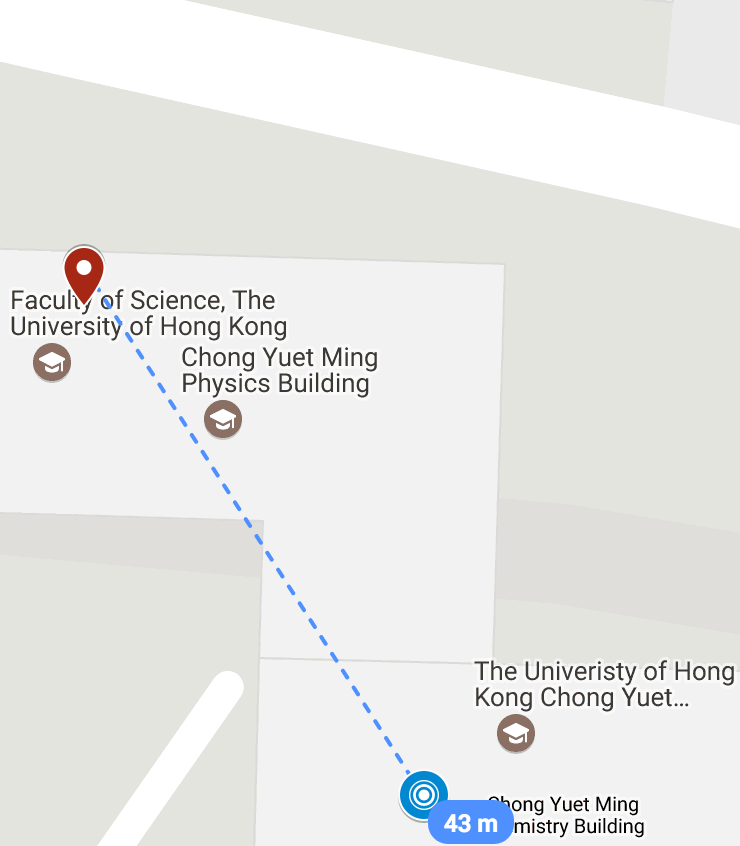 Faculty of Science, The
University of Hong Kong
Chong Yuet Ming
Physics Building
The Univeristy of Hong
Kong Chong Yuet...
Chong Yuet Ming
mistry Building
43 m